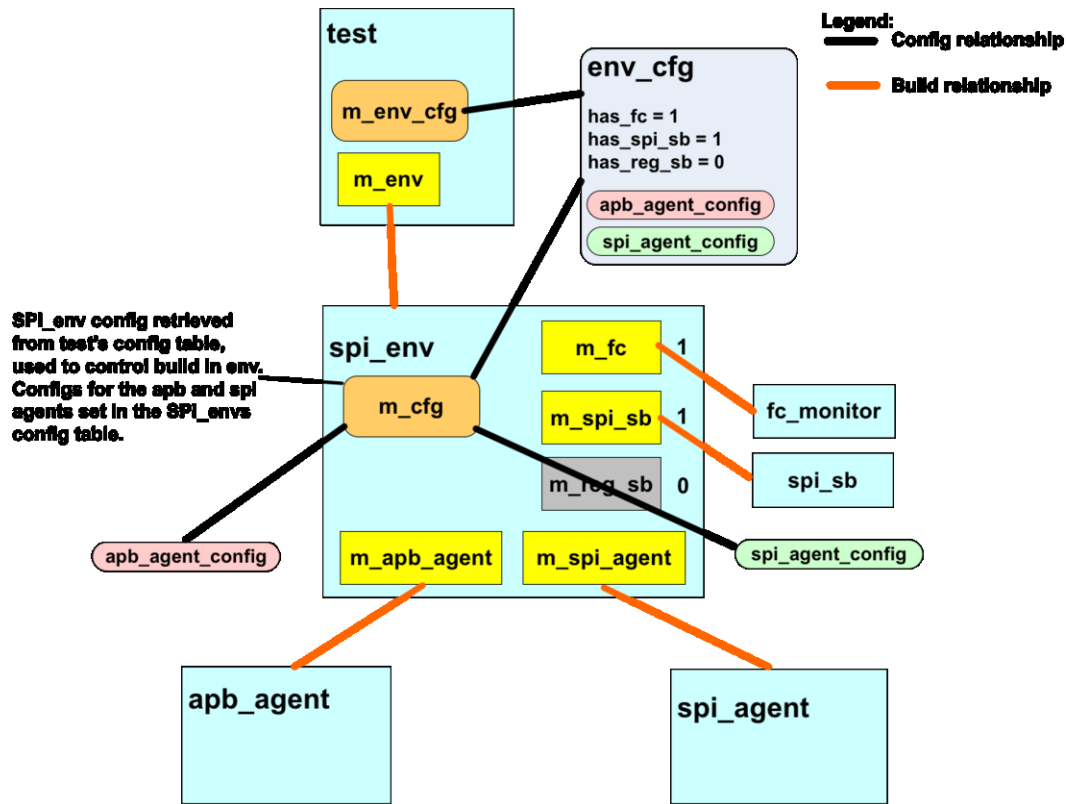 test
m_env_cfg
m_env
env_cfg
has_fc = 1
has_spi_sb = 1
has_reg_sb = 0
apb_agent_config
spi_agent_config
Legend:
Config relationship
Build relationship
SPI_env config retrieved
from test's config table,
used to control build in env.
Configs for the apb and spi
agents set in the SPI_envs
config table.
spi_env
m_cfg
m_fc 1
m_spi_sb 1
m_reg_sb 0
fc_monitor
spi_sb
apb_agent_config
m_apb_agent
m_spi_agent
spi_agent_config
apb_agent
spi_agent